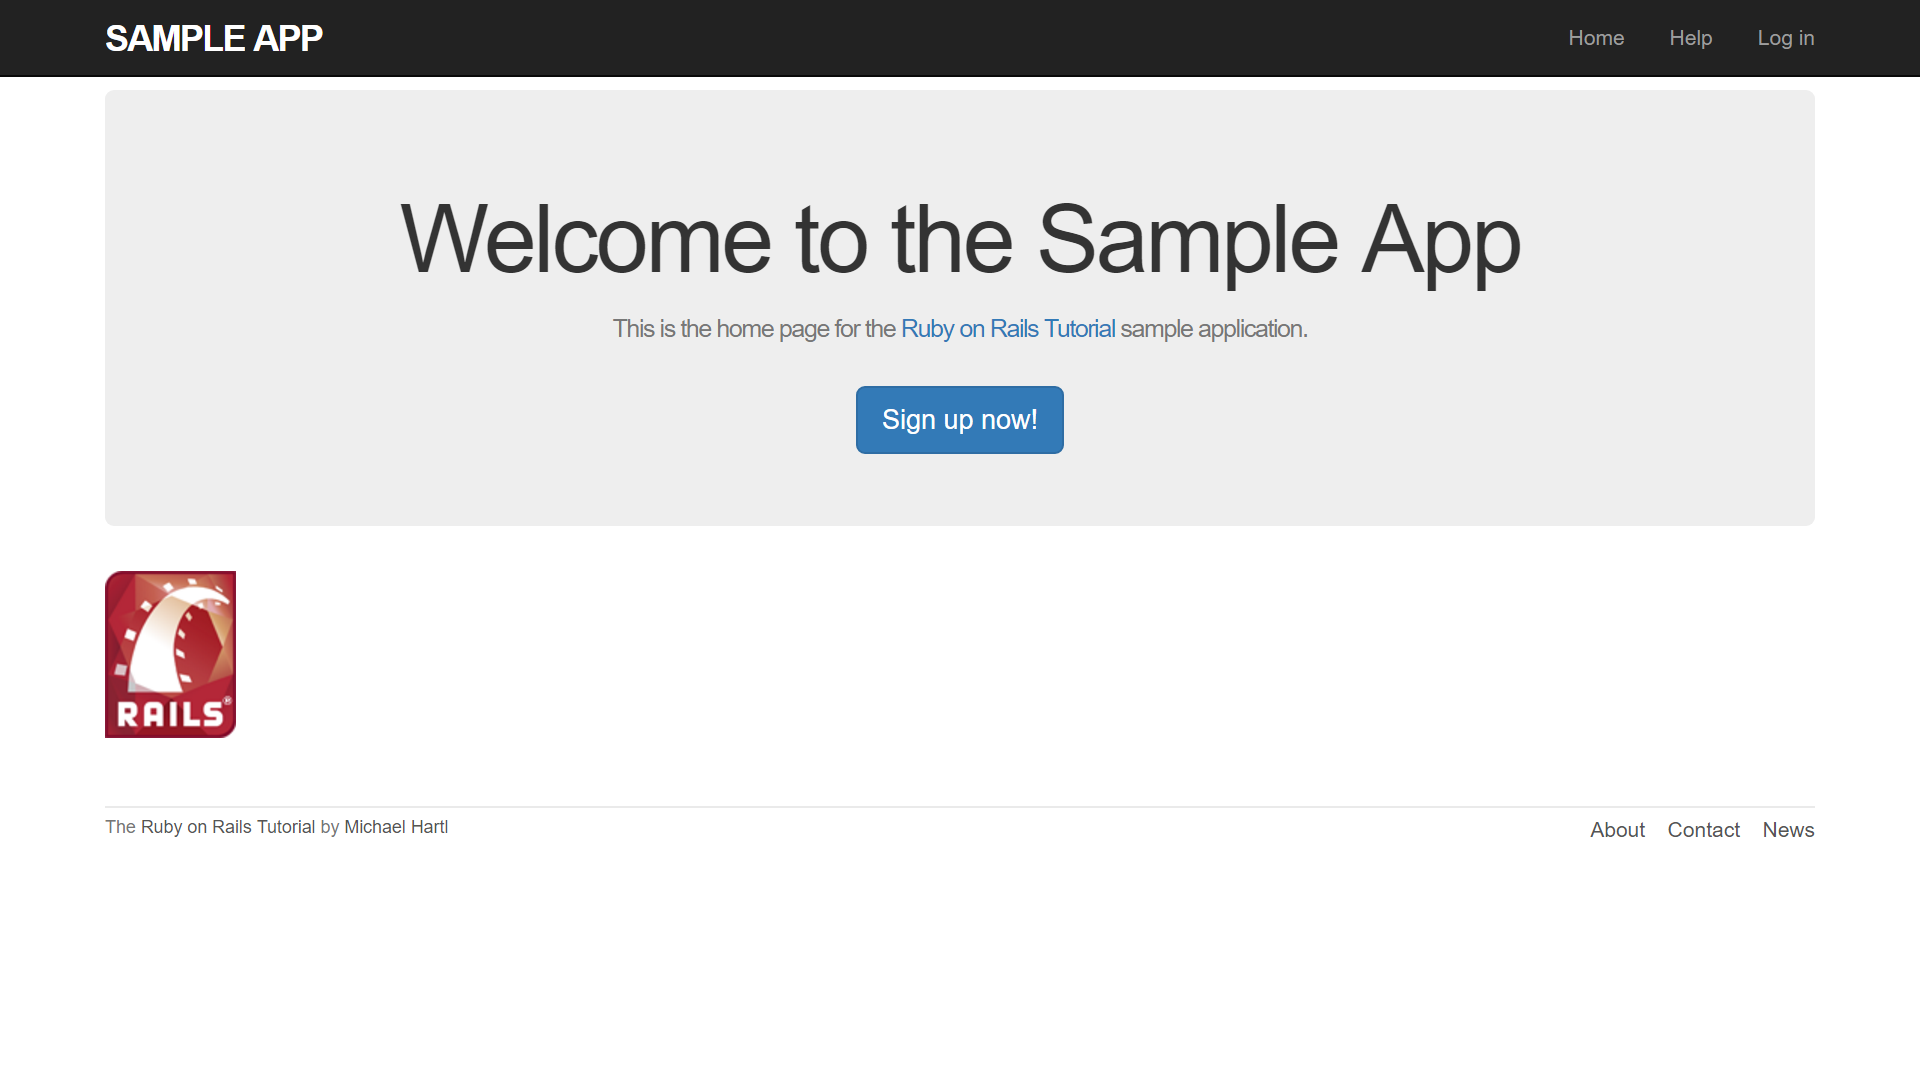 SAMPLE APP
Home Help Log in
Welcome to the Sample App
This is the home page for the Ruby on Rails Tutorial sample application.
Sign up now!
RAILS®
The Ruby on Rails Tutorial by Michael Hartl
About Contact News